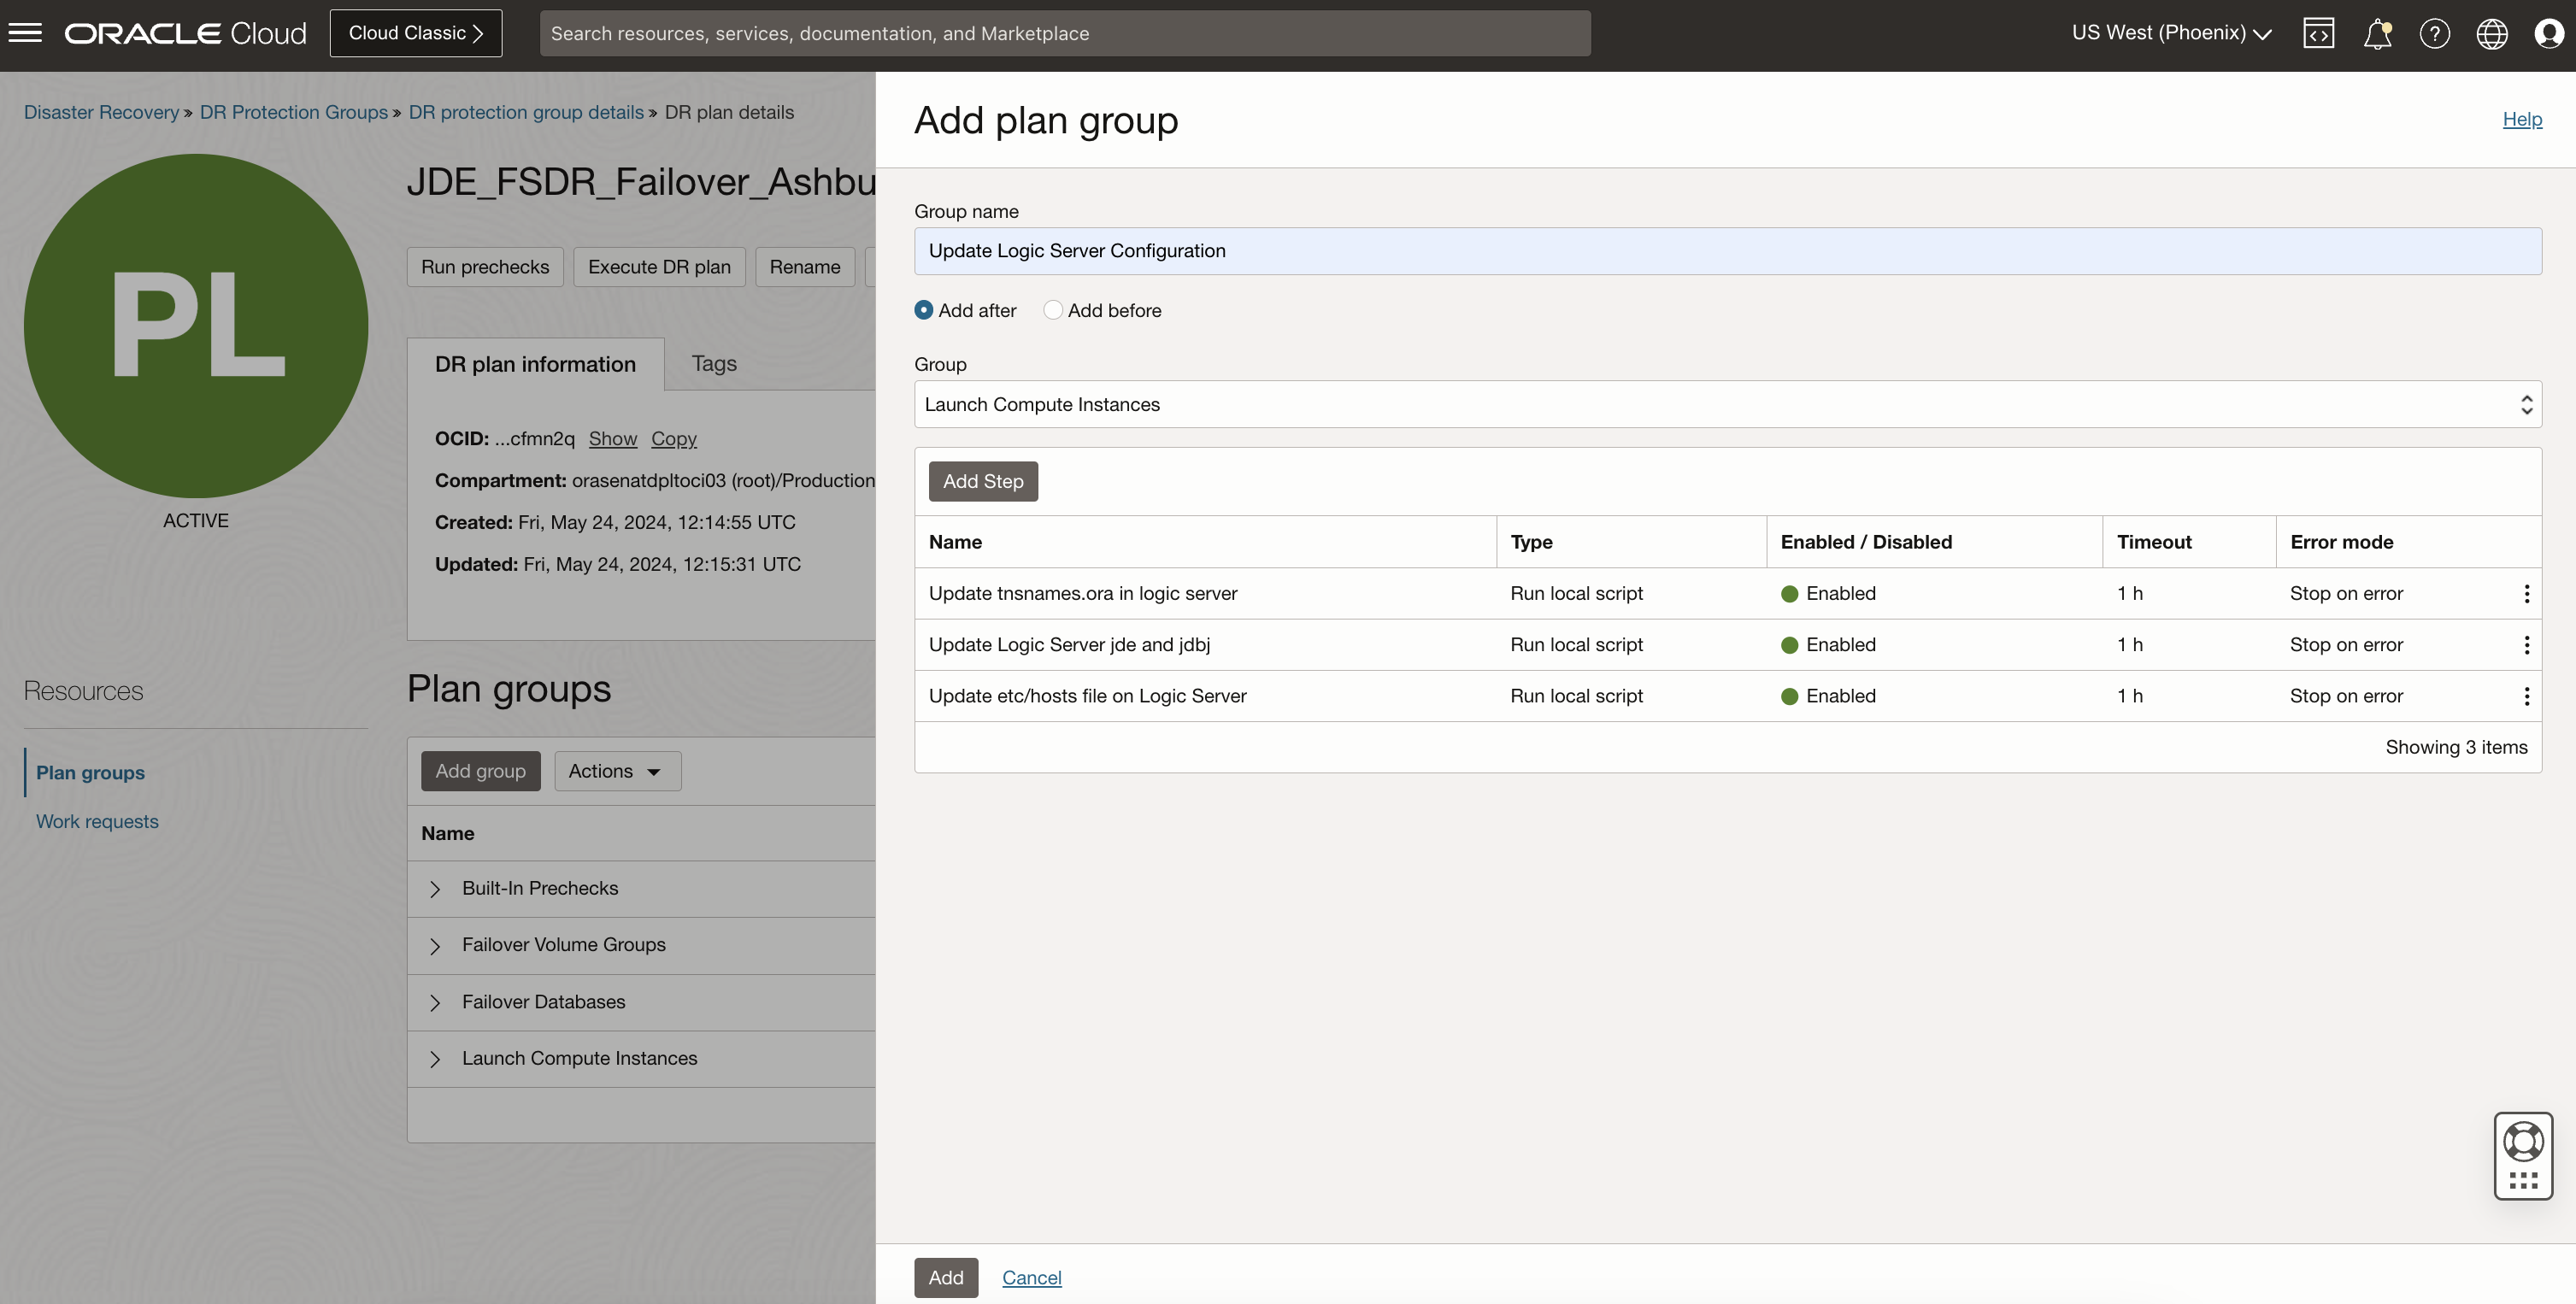 ORACLE Cloud
Cloud Classic
Search resources, services, documentation, and Marketplace
US West (Phoenix)
Disaster Recovery » DR Protection Groups » DR protection group details » DR plan details
PL
ACTIVE
JDE_FSDR_Failover_Ashbu
Run prechecks
Execute DR plan
Rename
DR plan information
Tags
OCID: ...cfmn2q Show Copy
Compartment: orasenatdpltoci03 (root)/Production
Created: Fri, May 24, 2024, 12:14:55 UTC
Updated: Fri, May 24, 2024, 12:15:31 UTC
Resources
Plan groups
Work requests
Plan groups
Add group
Actions
Name
Built-In Prechecks
Failover Volume Groups
Failover Databases
Launch Compute Instances
Add plan group
Help
Group name
Update Logic Server Configuration
Add after
Add before
Group
Launch Compute Instances
Add Step
Name Type Enabled / Disabled Timeout Error mode
Update tnsnames.ora in logic server Run local script Enabled 1 h Stop on error
Update Logic Server jde and jdbj Run local script Enabled 1 h Stop on error
Update etc/hosts file on Logic Server Run local script Enabled 1 h Stop on error
Showing 3 items
Add
Cancel